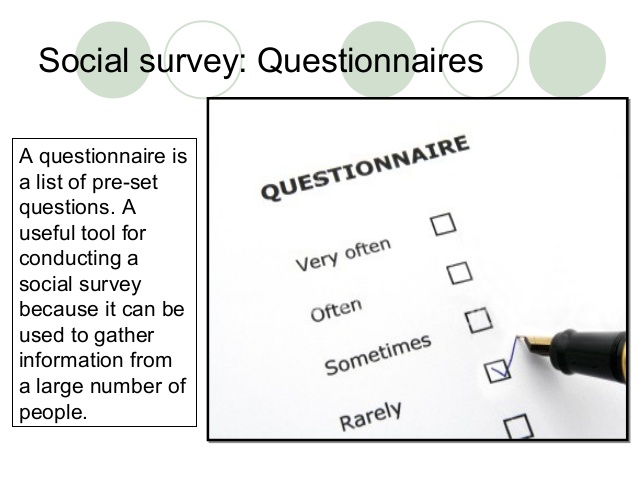 Social survey: Questionnaires
A questionnaire is
a list of pre-set
questions. A
useful tool for
conducting a
social survey
because it can be
used to gather
information from
a large number of
people.
QUESTIONNAIRE
Very often
Often
Sometimes
Rarely